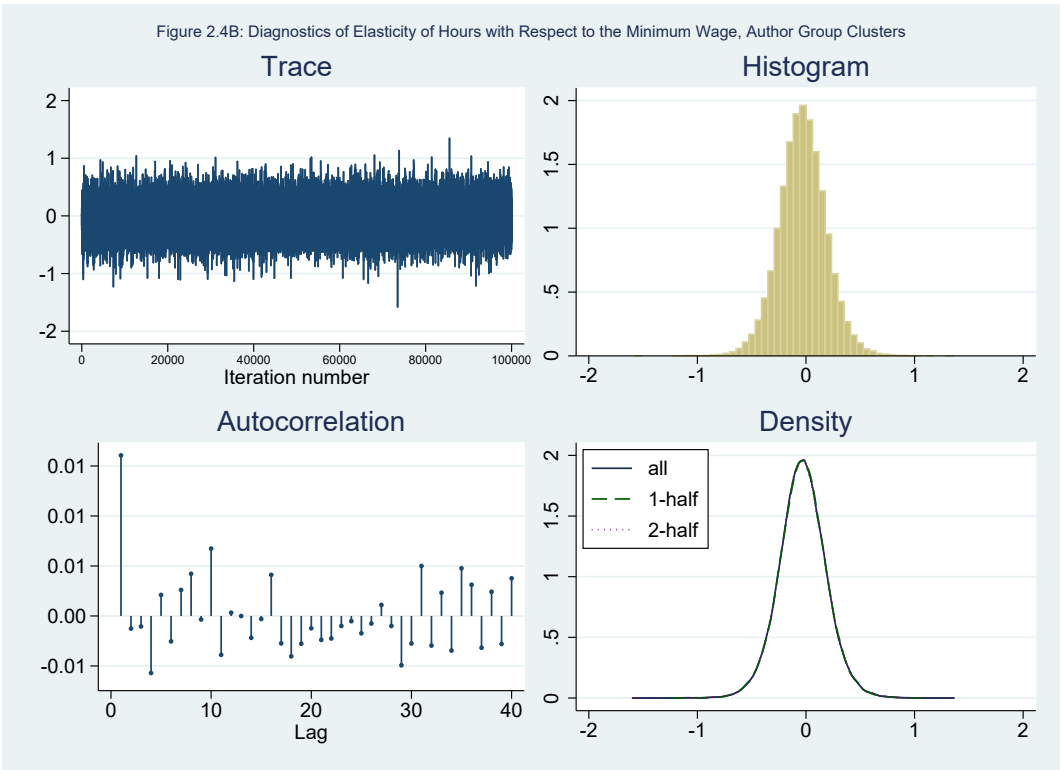 Figure 2.4B: Diagnostics of Elasticity of Hours with Respect to the Minimum Wage, Author Group Clusters
Trace
2
1
0
-1
-2
0 20000 40000 60000 80000 100000
Iteration number
Histogram
2
1.5
1
.5
0
-2 -1 0 1 2
Autocorrelation
0.01
0.01
0.01
0.00
-0.01
0 10 20 30 40
Lag
Density
all
1-half
2-half
2
1.5
1
.5
0
-2 -1 0 1 2